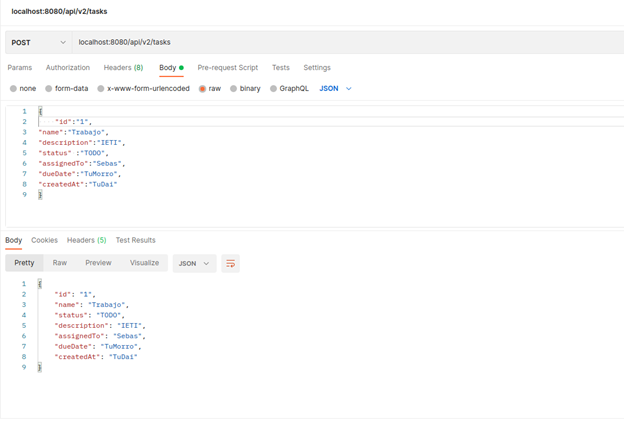 localhost:8080/api/v2/tasks
POST localhost:8080/api/v2/tasks
Params Authorization Headers (8) Body Pre-request Script Tests Settings
none form-data x-www-form-urlencoded raw binary GraphQL JSON
1 {
2 "id":"1",
3 "name":"Trabajo",
4 "description":"IETI",
5 "status" :"TODO",
6 "assignedTo":"Sebas",
7 "dueDate":"TuMorro",
8 "createdAt":"TuDai"
9 }
Body Cookies Headers (5) Test Results
Pretty Raw Preview Visualize JSON
1 {
2 "id": "1",
3 "name": "Trabajo",
4 "status": "TODO",
5 "description": "IETI",
6 "assignedTo": "Sebas",
7 "dueDate": "TuMorro",
8 "createdAt": "TuDai"
9 }